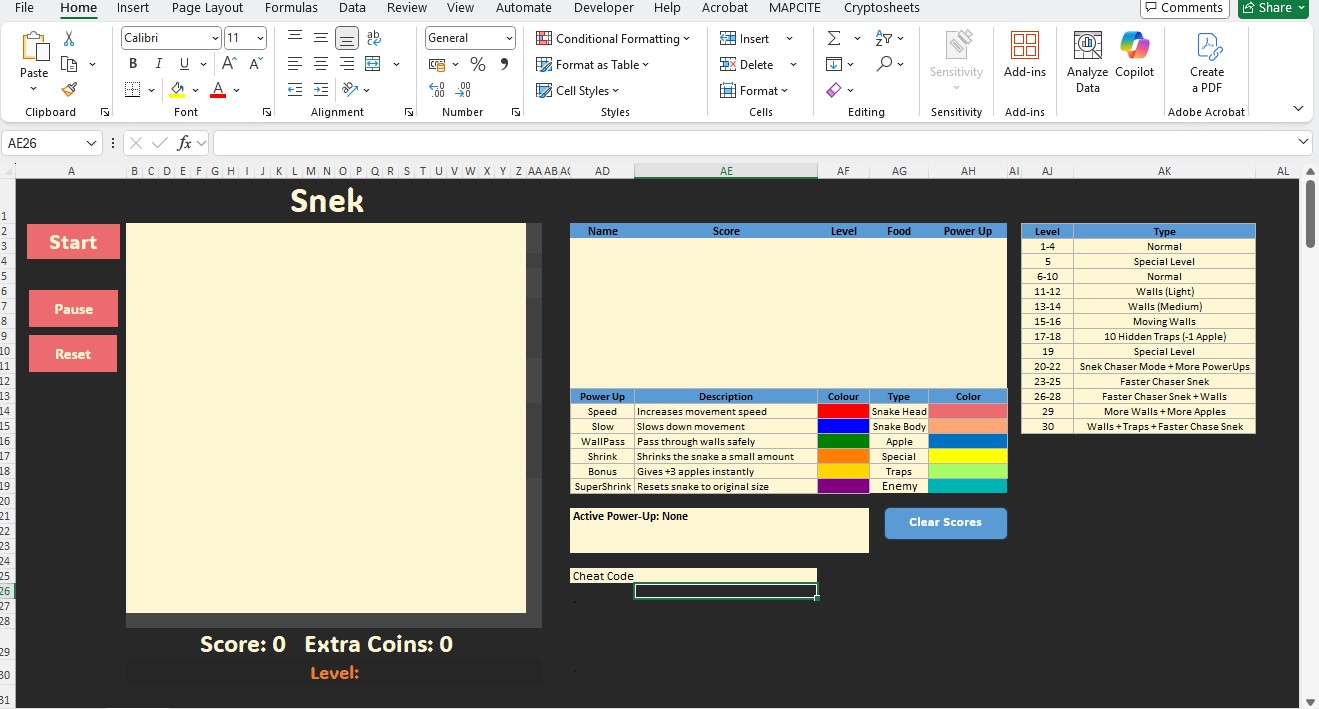 File Home Insert Page Layout Formulas Data Review View Automate Developer Help Acrobat MAPCITE Cryptosheets Comments Share
Calibri 11 General Conditional Formatting Insert
Paste B I U Format as Table Delete Sensitivity Add-ins Analyze Data Copilot Create a PDF
Cell Styles Format
Clipboard Font Alignment Number Styles Cells Editing Sensitivity Add-ins Adobe Acrobat
AE26 fx
A B C D E F G H I J K L M N O P Q R S T U V W X Y Z AA AB AC AD AE AF AG AH AI AJ AK AL
Snek
1
2 Start Name Score Level Food Power Up Level Type
3 1-4 Normal
4 5 Special Level
5 6-10 Normal
6 11-12 Walls (Light)
7 Pause 13-14 Walls (Medium)
8 15-16 Moving Walls
9 17-18 10 Hidden Traps (-1 Apple)
10 Reset 19 Special Level
11 20-22 Snek Chaser Mode + More PowerUps
12 23-25 Faster Chaser Snek
13 Power Up Description Colour Type Color 26-28 Faster Chaser Snek + Walls
14 Speed Increases movement speed Snake Head 29 More Walls + More Apples
15 Slow Slows down movement Snake Body 30 Walls + Traps + Faster Chase Snek
16 WallPass Pass through walls safely Apple
17 Shrink Shrinks the snake a small amount Special
18 Bonus Gives +3 apples instantly Traps
19 SuperShrink Resets snake to original size Enemy
20
21 Active Power-Up: None Clear Scores
22
23
24
25 Cheat Code
26
27
28
29 Score: 0 Extra Coins: 0
30 Level:
31